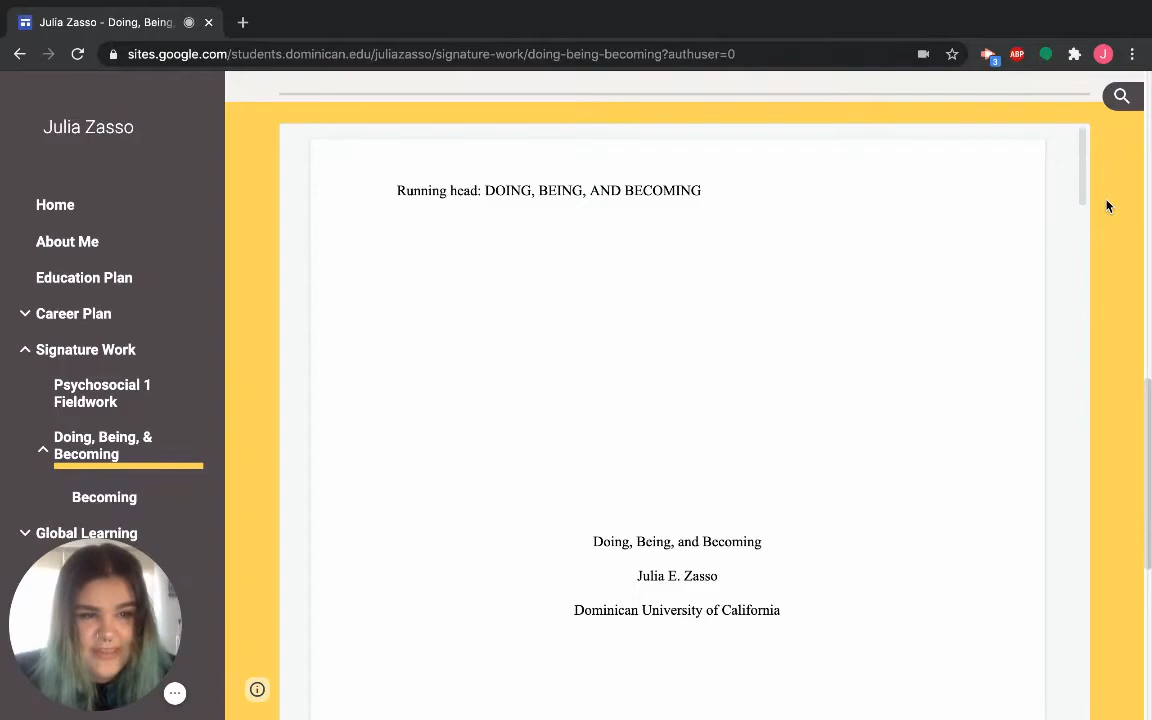 Julia Zasso - Doing, Being,
sites.google.com/students.dominican.edu/juliazasso/signature-work/doing-being-becoming?authuser=0
3
ABP
J
Julia Zasso
Home
About Me
Education Plan
Career Plan
Signature Work
Psychosocial 1
Fieldwork
Doing, Being, &
Becoming
Becoming
Global Learning
Running head: DOING, BEING, AND BECOMING
Doing, Being, and Becoming
Julia E. Zasso
Dominican University of California